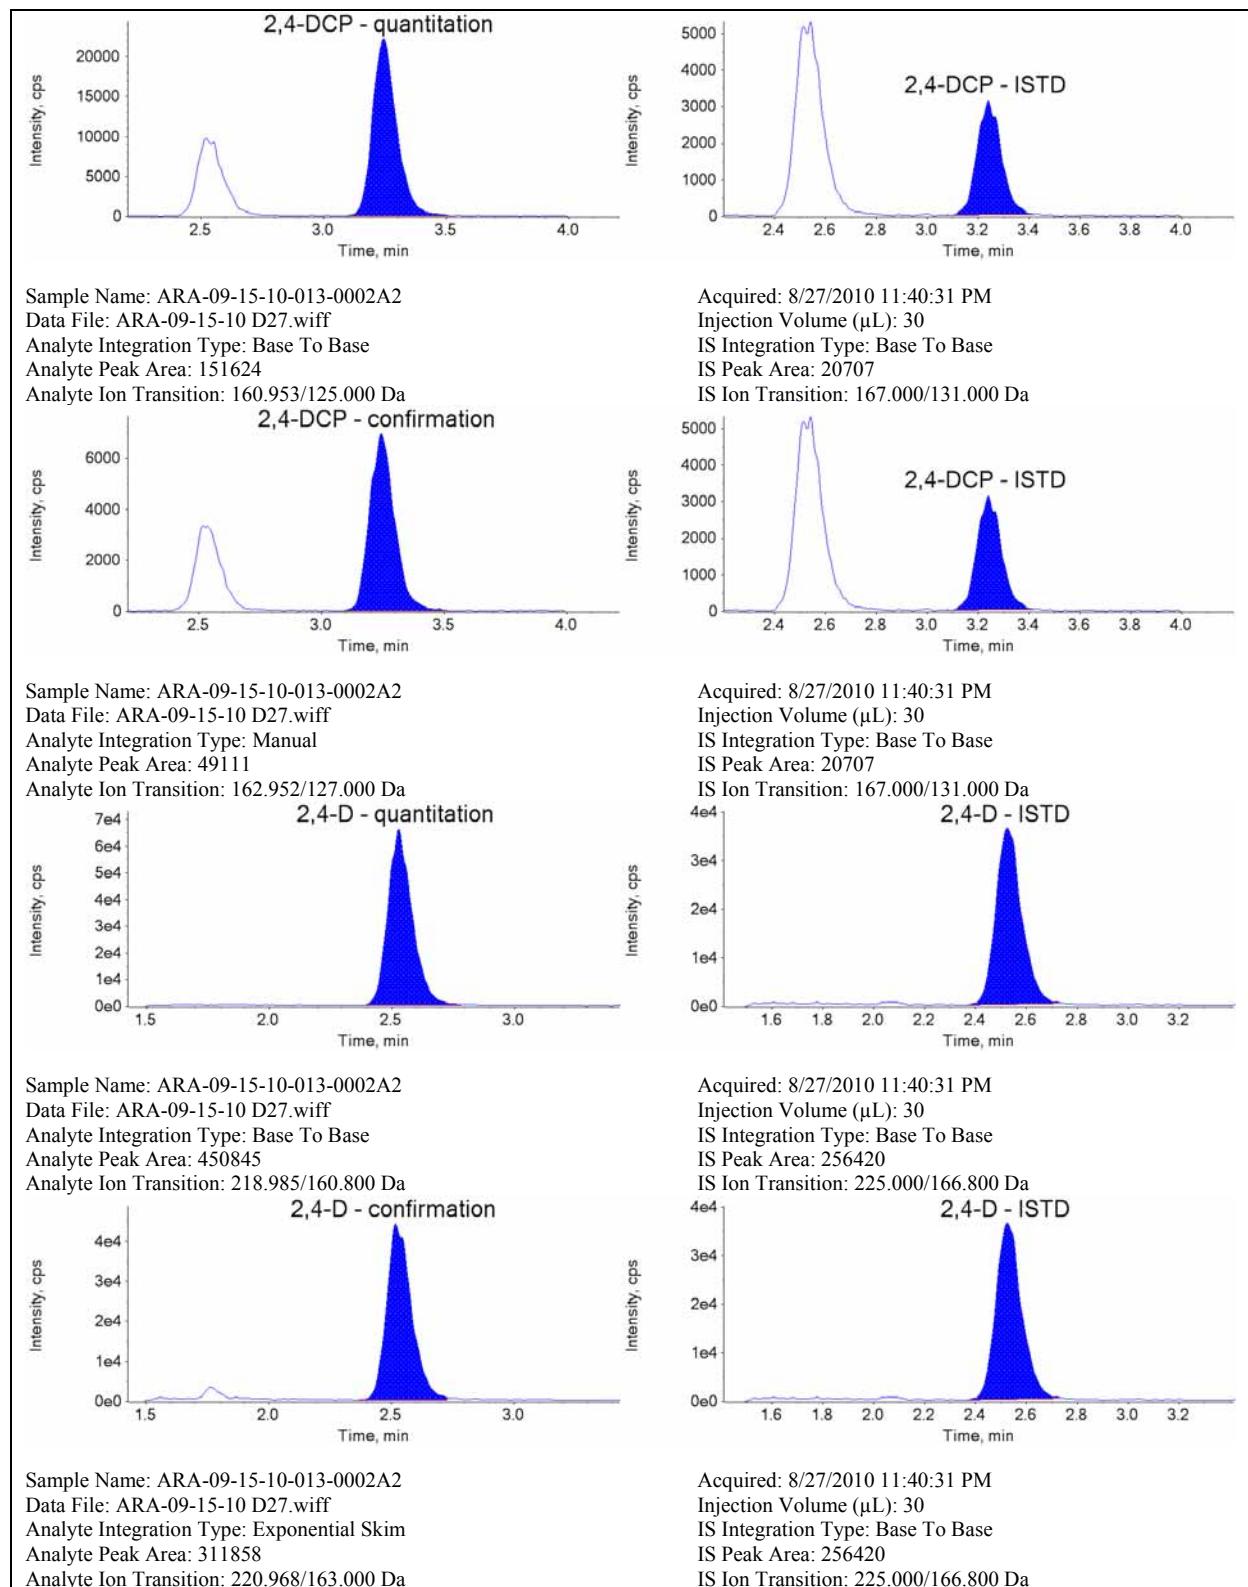 2,4-DCP - quantitation
20000
15000
10000
5000
0
Intensity, cps
2.5 3.0 3.5 4.0
Time, min
2,4-DCP - ISTD
5000
4000
3000
2000
1000
0
Intensity, cps
2.4 2.6 2.8 3.0 3.2 3.4 3.6 3.8 4.0
Time, min
Sample Name: ARA-09-15-10-013-0002A2
Data File: ARA-09-15-10 D27.wiff
Analyte Integration Type: Base To Base
Analyte Peak Area: 151624
Analyte Ion Transition: 160.953/125.000 Da
Acquired: 8/27/2010 11:40:31 PM
Injection Volume (µL): 30
IS Integration Type: Base To Base
IS Peak Area: 20707
IS Ion Transition: 167.000/131.000 Da
2,4-DCP - confirmation
6000
4000
2000
0
Intensity, cps
2.5 3.0 3.5 4.0
Time, min
2,4-DCP - ISTD
5000
4000
3000
2000
1000
0
Intensity, cps
2.4 2.6 2.8 3.0 3.2 3.4 3.6 3.8 4.0
Time, min
Sample Name: ARA-09-15-10-013-0002A2
Data File: ARA-09-15-10 D27.wiff
Analyte Integration Type: Manual
Analyte Peak Area: 49111
Analyte Ion Transition: 162.952/127.000 Da
Acquired: 8/27/2010 11:40:31 PM
Injection Volume (µL): 30
IS Integration Type: Base To Base
IS Peak Area: 20707
IS Ion Transition: 167.000/131.000 Da
2,4-D - quantitation
7e4
6e4
5e4
4e4
3e4
2e4
1e4
0e0
Intensity, cps
1.5 2.0 2.5 3.0
Time, min
2,4-D - ISTD
4e4
3e4
2e4
1e4
0e0
Intensity, cps
1.6 1.8 2.0 2.2 2.4 2.6 2.8 3.0 3.2
Time, min
Sample Name: ARA-09-15-10-013-0002A2
Data File: ARA-09-15-10 D27.wiff
Analyte Integration Type: Base To Base
Analyte Peak Area: 450845
Analyte Ion Transition: 218.985/160.800 Da
Acquired: 8/27/2010 11:40:31 PM
Injection Volume (µL): 30
IS Integration Type: Base To Base
IS Peak Area: 256420
IS Ion Transition: 225.000/166.800 Da
2,4-D - confirmation
4e4
3e4
2e4
1e4
0e0
Intensity, cps
1.5 2.0 2.5 3.0
Time, min
2,4-D - ISTD
4e4
3e4
2e4
1e4
0e0
Intensity, cps
1.6 1.8 2.0 2.2 2.4 2.6 2.8 3.0 3.2
Time, min
Sample Name: ARA-09-15-10-013-0002A2
Data File: ARA-09-15-10 D27.wiff
Analyte Integration Type: Exponential Skim
Analyte Peak Area: 311858
Analyte Ion Transition: 220.968/163.000 Da
Acquired: 8/27/2010 11:40:31 PM
Injection Volume (µL): 30
IS Integration Type: Base To Base
IS Peak Area: 256420
IS Ion Transition: 225.000/166.800 Da